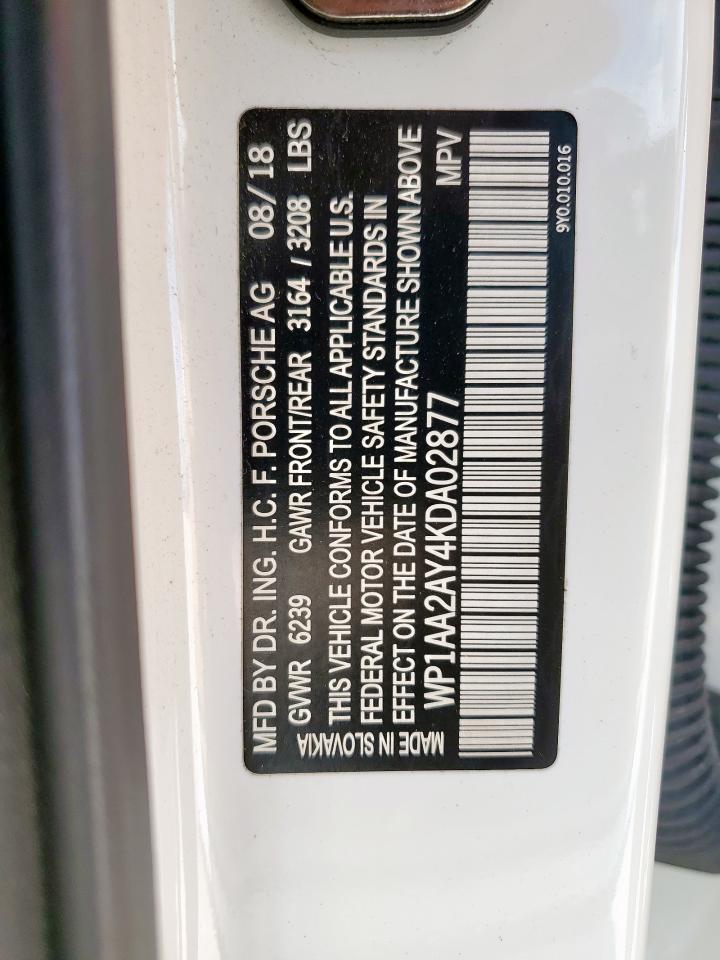 MFD BY DR. ING. H.C. F. PORSCHE AG 08/ 18
GVWR 6239 GAWR FRONT/REAR 3164 / 3208 LBS
THIS VEHICLE CONFORMS TO ALL APPLICABLE U.S.
FEDERAL MOTOR VEHICLE SAFETY STANDARDS IN
EFFECT ON THE DATE OF MANUFACTURE SHOWN ABOVE
WP1AA2AY4KDA02877 MPV
9Y0.010.016
MADE IN SLOVAKIA